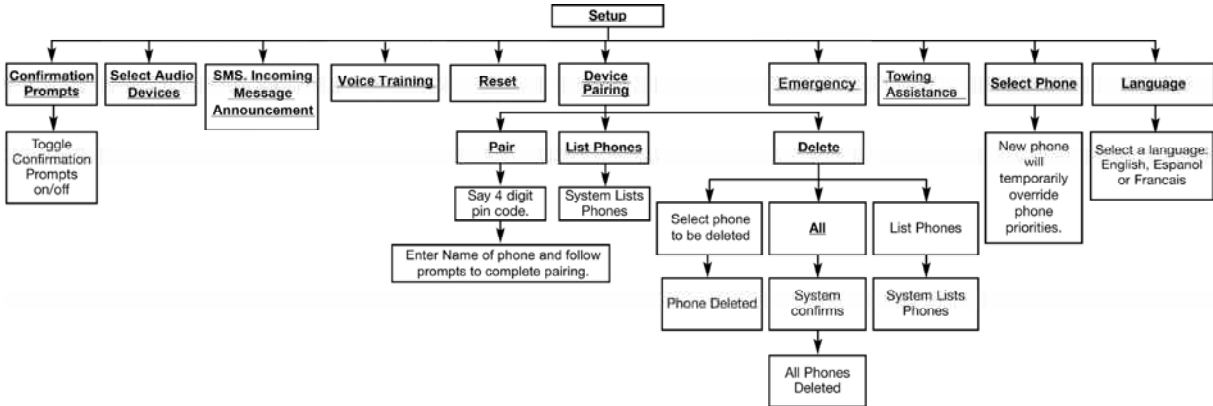 Setup
Confirmation
Prompts
Select Audio
Devices
SMS. Incoming
Message
Announcement
Voice Training
Reset
Device
Pairing
Emergency
Towing
Assistance
Select Phone
Language
Toggle
Confirmation
Prompts
on/off
Pair
List Phones
Delete
New phone
will
temporarily
override
phone
priorities.
Select a language:
English, Espanol
or Francais
Say 4 digit
pin code.
System Lists
Phones
Enter Name of phone and follow
prompts to complete pairing.
Select phone
to be deleted
All
List Phones
Phone Deleted
System
confirms
System Lists
Phones
All Phones
Deleted